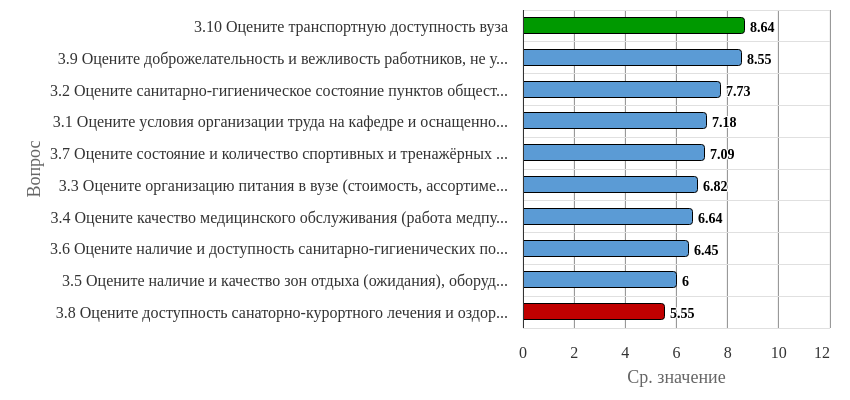 3.10 Оцените транспортную доступность вуза 8.64
3.9 Оцените доброжелательность и вежливость работников, не у... 8.55
3.2 Оцените санитарно-гигиеническое состояние пунктов общест... 7.73
3.1 Оцените условия организации труда на кафедре и оснащенно... 7.18
3.7 Оцените состояние и количество спортивных и тренажёрных ... 7.09
3.3 Оцените организацию питания в вузе (стоимость, ассортиме... 6.82
3.4 Оцените качество медицинского обслуживания (работа медпу... 6.64
3.6 Оцените наличие и доступность санитарно-гигиенических по... 6.45
3.5 Оцените наличие и качество зон отдыха (ожидания), оборуд... 6
3.8 Оцените доступность санаторно-курортного лечения и оздор... 5.55
Вопрос
0 2 4 6 8 10 12
Ср. значение